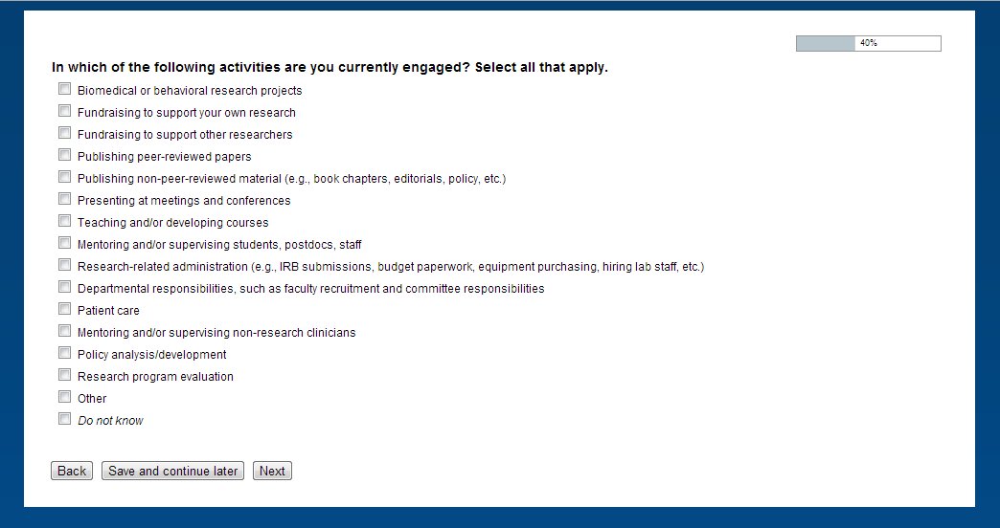 40%
In which of the following activities are you currently engaged? Select all that apply.
Biomedical or behavioral research projects
Fundraising to support your own research
Fundraising to support other researchers
Publishing peer-reviewed papers
Publishing non-peer-reviewed material (e.g., book chapters, editorials, policy, etc.)
Presenting at meetings and conferences
Teaching and/or developing courses
Mentoring and/or supervising students, postdocs, staff
Research-related administration (e.g., IRB submissions, budget paperwork, equipment purchasing, hiring lab staff, etc.)
Departmental responsibilities, such as faculty recruitment and committee responsibilities
Patient care
Mentoring and/or supervising non-research clinicians
Policy analysis/development
Research program evaluation
Other
Do not know
Back Save and continue later Next